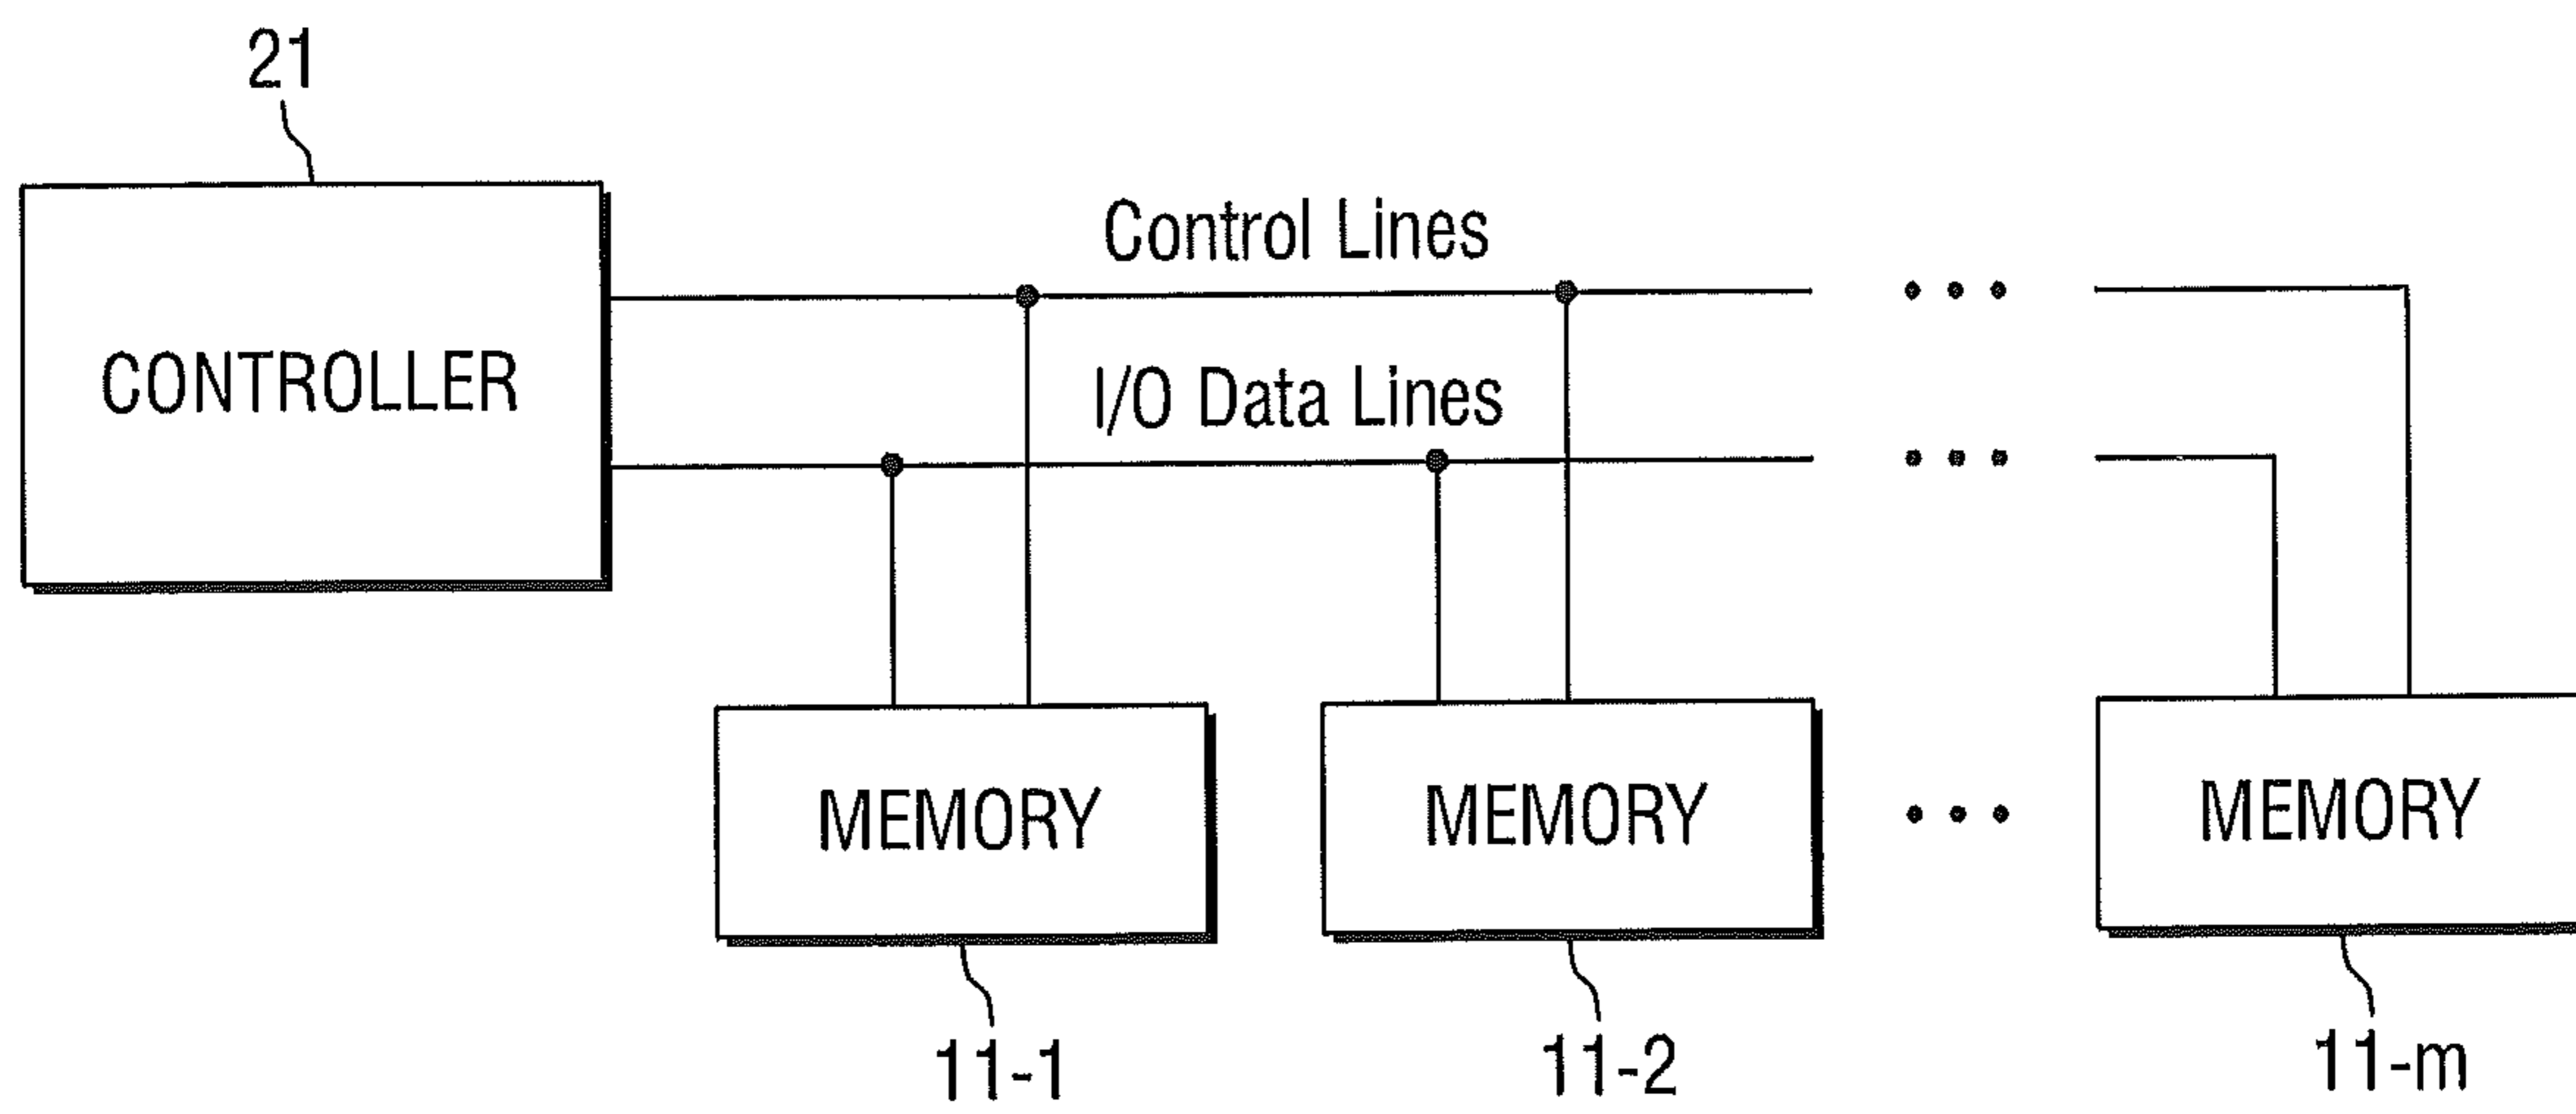 21
CONTROLLER
Control Lines
I/O Data Lines
MEMORY
MEMORY
MEMORY
11-1
11-2
11-m